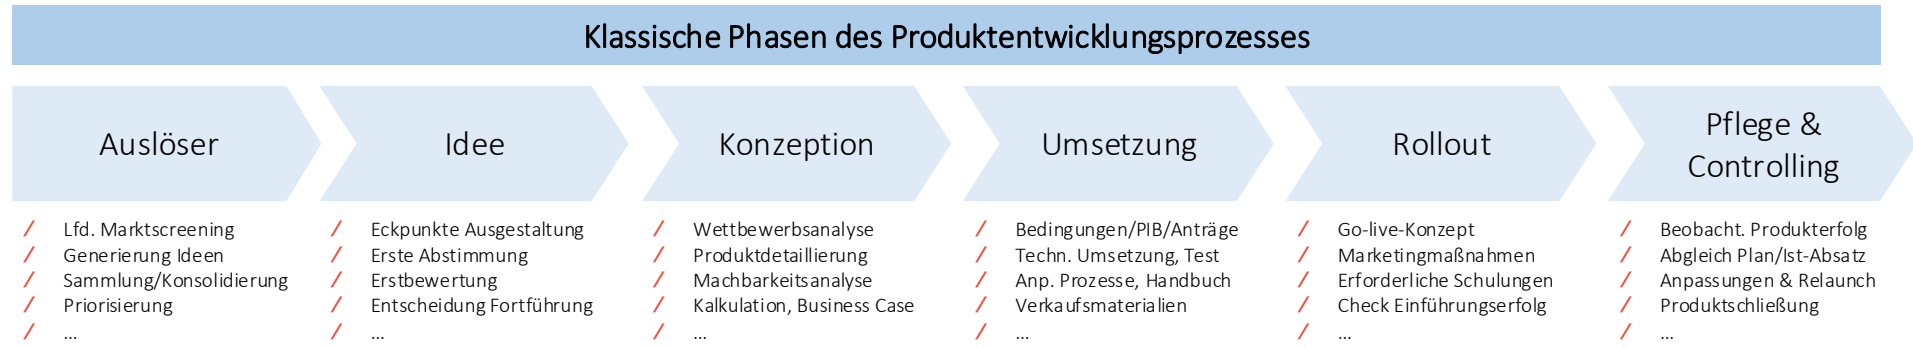 Klassische Phasen des Produktentwicklungsprozesses
Auslöser
Lfd. Marktscreening
Generierung Ideen
Sammlung/Konsolidierung
Priorisierung
...
Idee
Eckpunkte Ausgestaltung
Erste Abstimmung
Erstbewertung
Entscheidung Fortführung
...
Konzeption
Wettbewerbsanalyse
Produktdetaillierung
Machbarkeitsanalyse
Kalkulation, Business Case
...
Umsetzung
Bedingungen/PIB/Anträge
Techn. Umsetzung, Test
Anp. Prozesse, Handbuch
Verkaufsmaterialien
...
Rollout
Go-live-Konzept
Marketingmaßnahmen
Erforderliche Schulungen
Check Einführungserfolg
...
Pflege &
Controlling
Beobacht. Produkterfolg
Abgleich Plan/Ist-Absatz
Anpassungen & Relaunch
Produktschließung
...